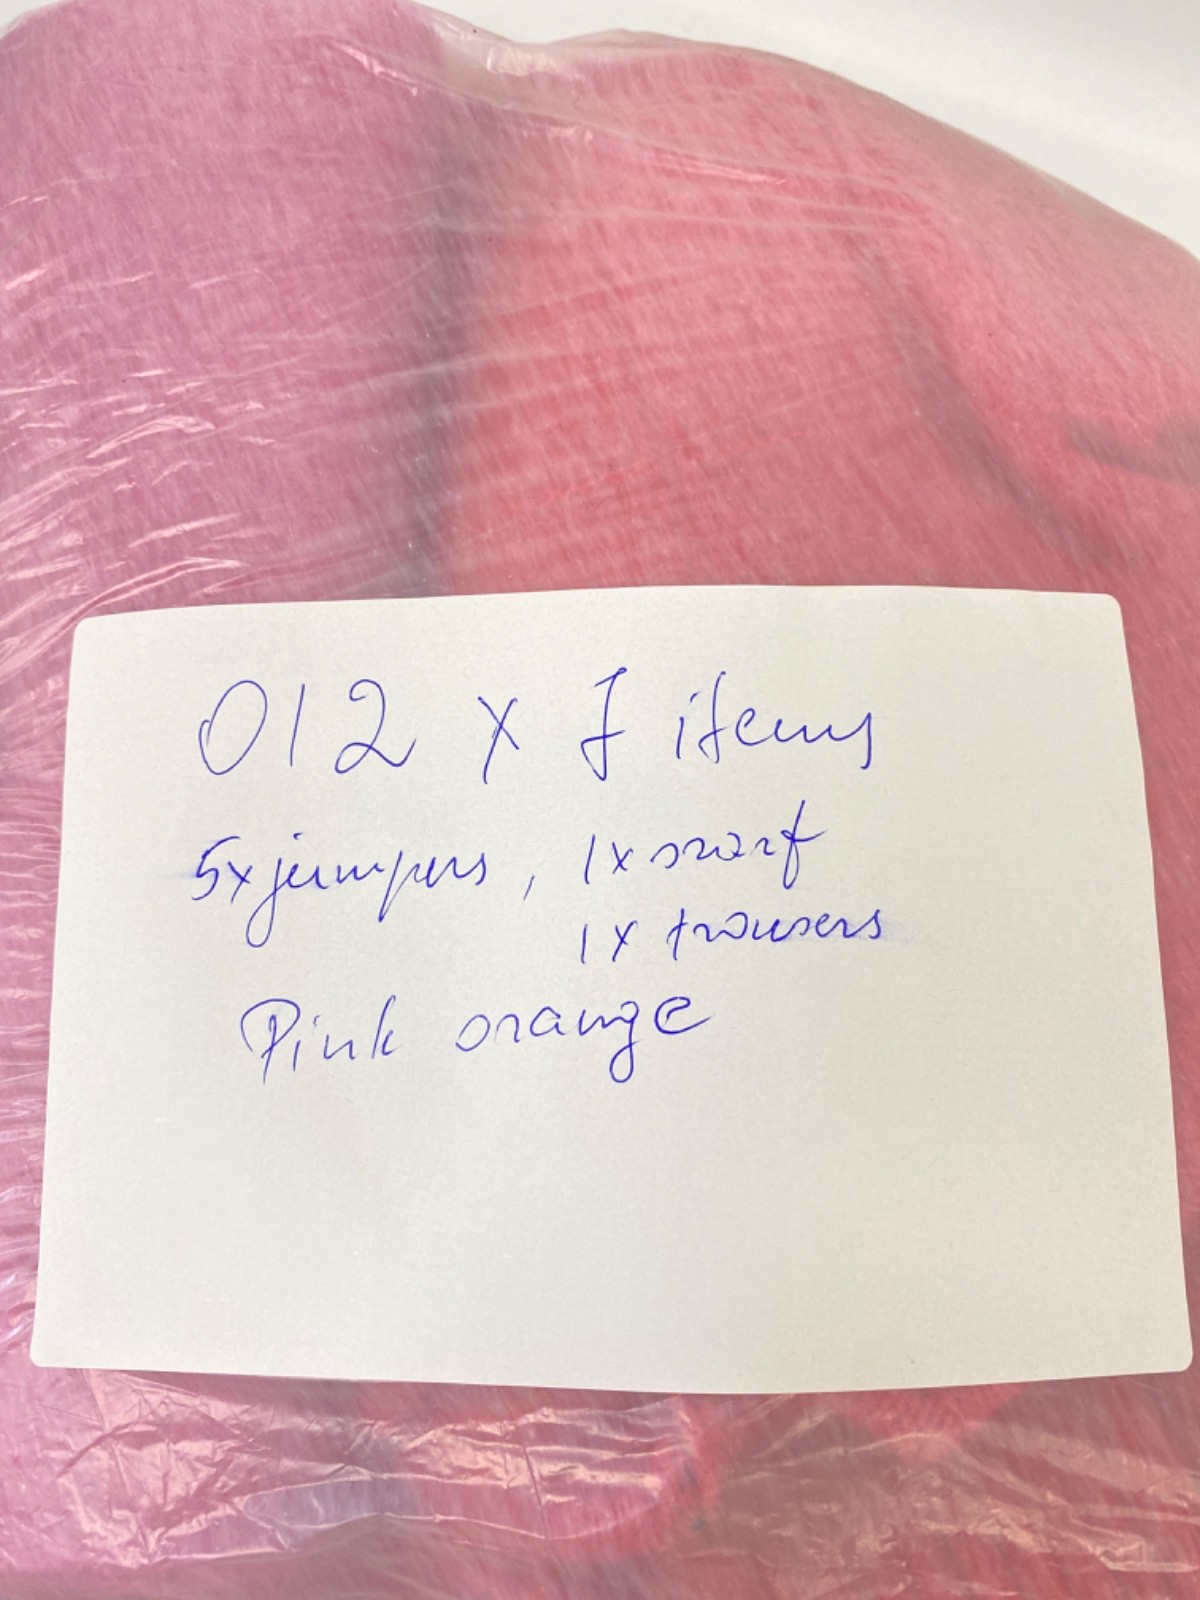 012 x 7 items
5x jumpers, 1x scarf
1x trousers
Pink orange